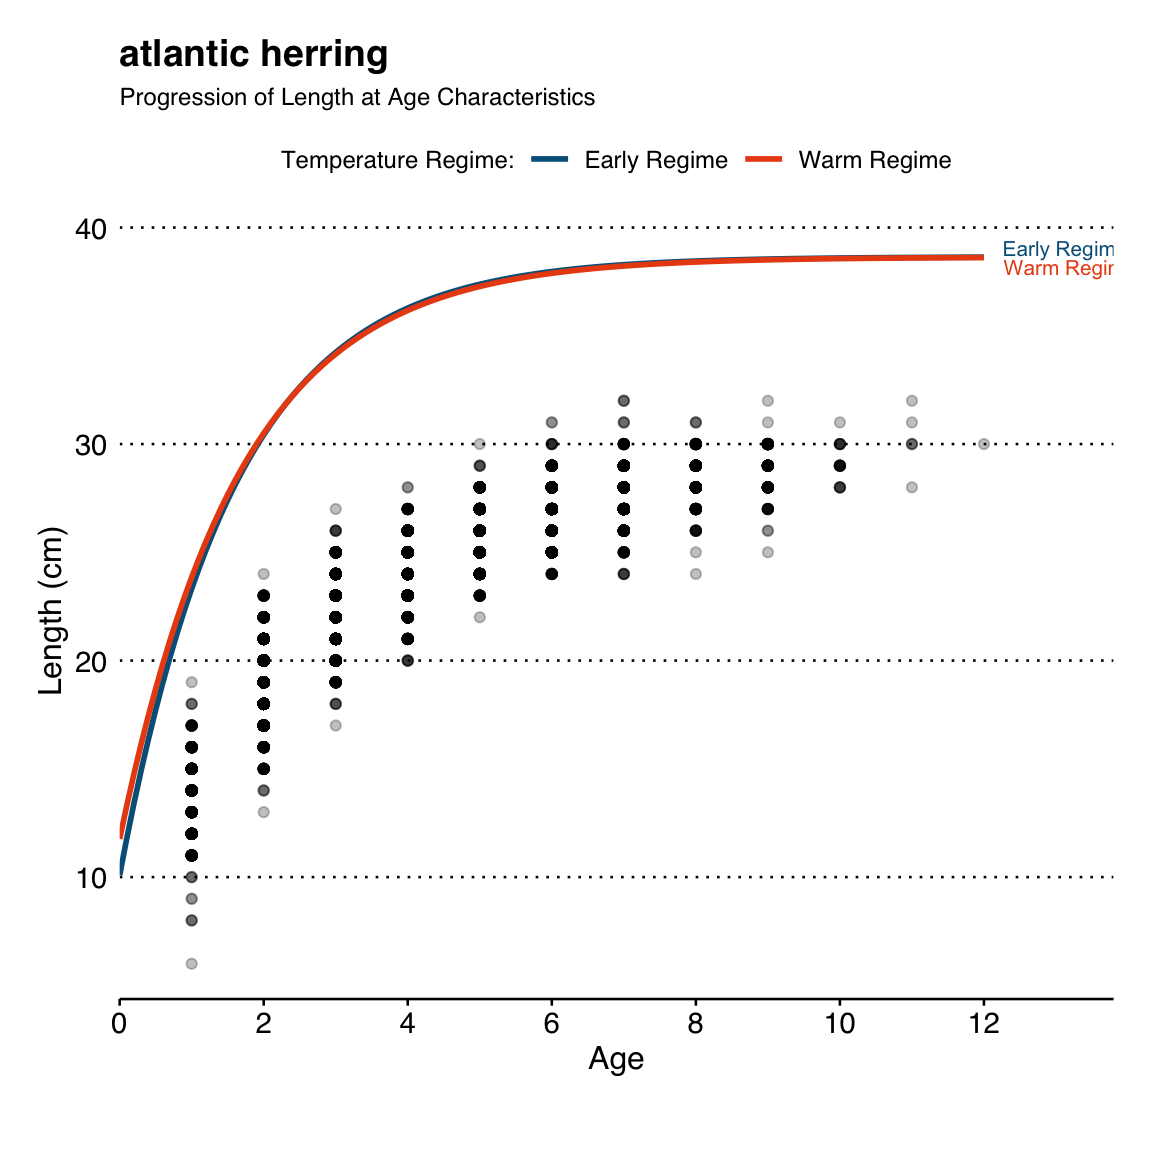 atlantic herring
Progression of Length at Age Characteristics
Temperature Regime: Early Regime Warm Regime
40
Early Regim
Warm Regir
30
20
10
Length (cm)
0 2 4 6 8 10 12
Age